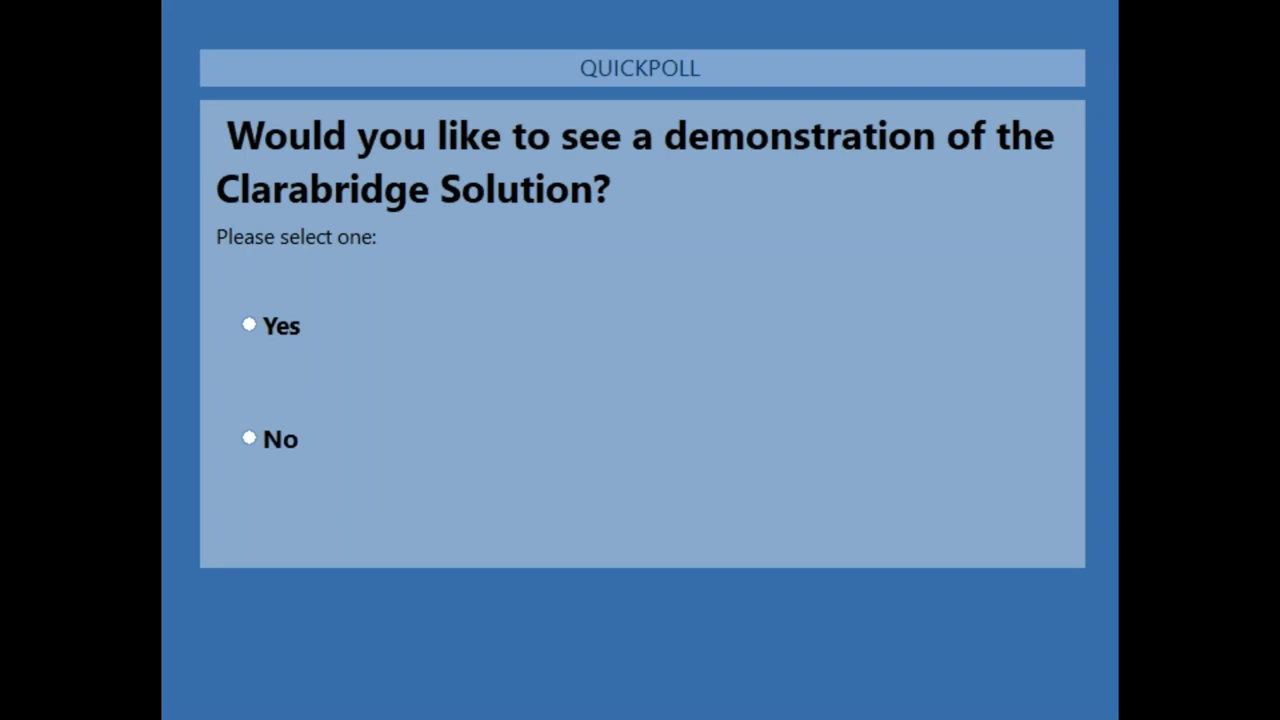 QUICKPOLL
Would you like to see a demonstration of the
Clarabridge Solution?
Please select one:
Yes
No